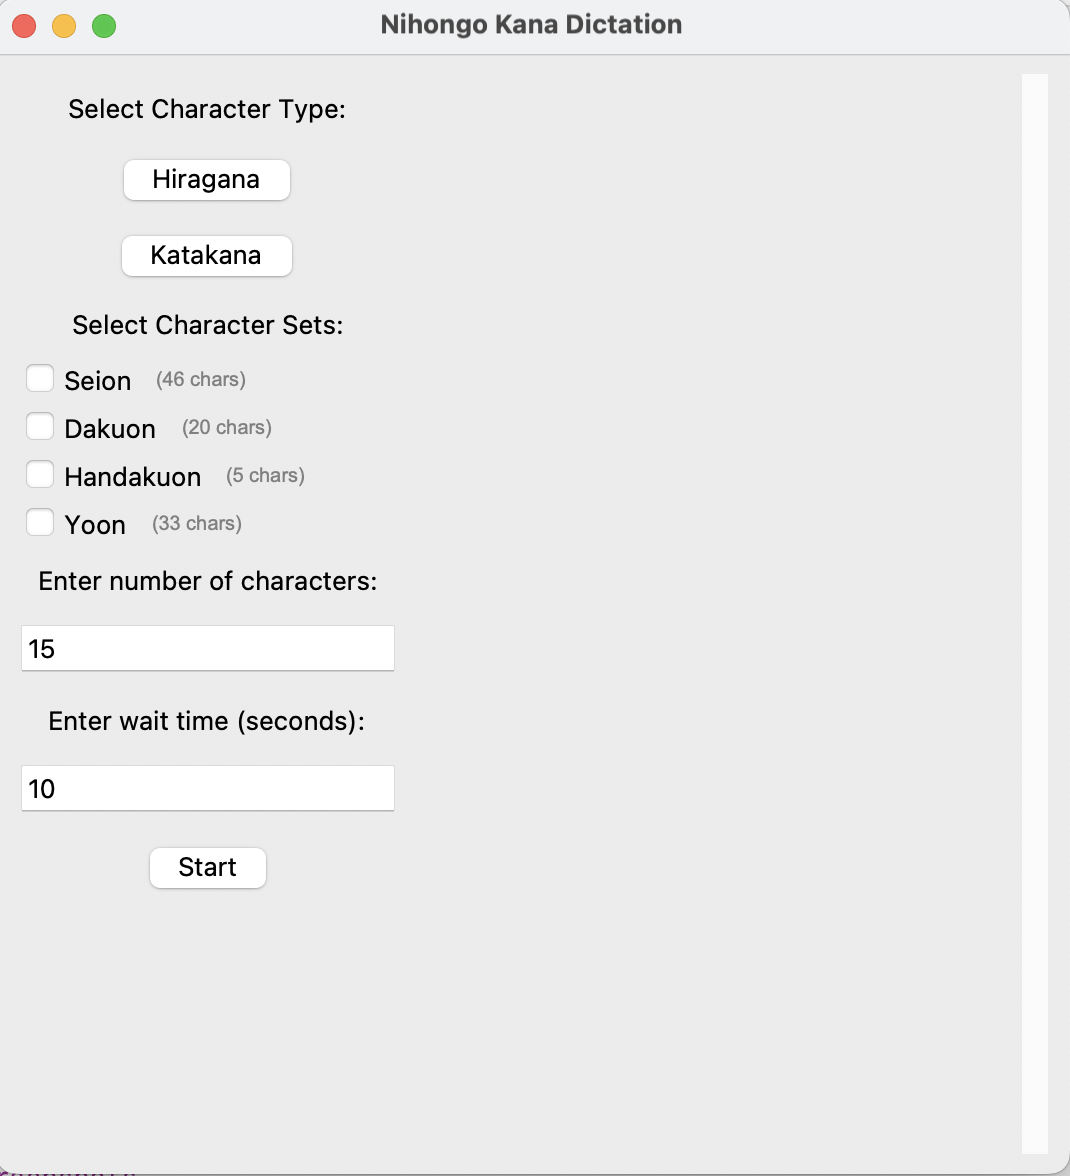 Nihongo Kana Dictation
Select Character Type:
Hiragana
Katakana
Select Character Sets:
Seion (46 chars)
Dakuon (20 chars)
Handakuon (5 chars)
Yoon (33 chars)
Enter number of characters:
15
Enter wait time (seconds):
10
Start